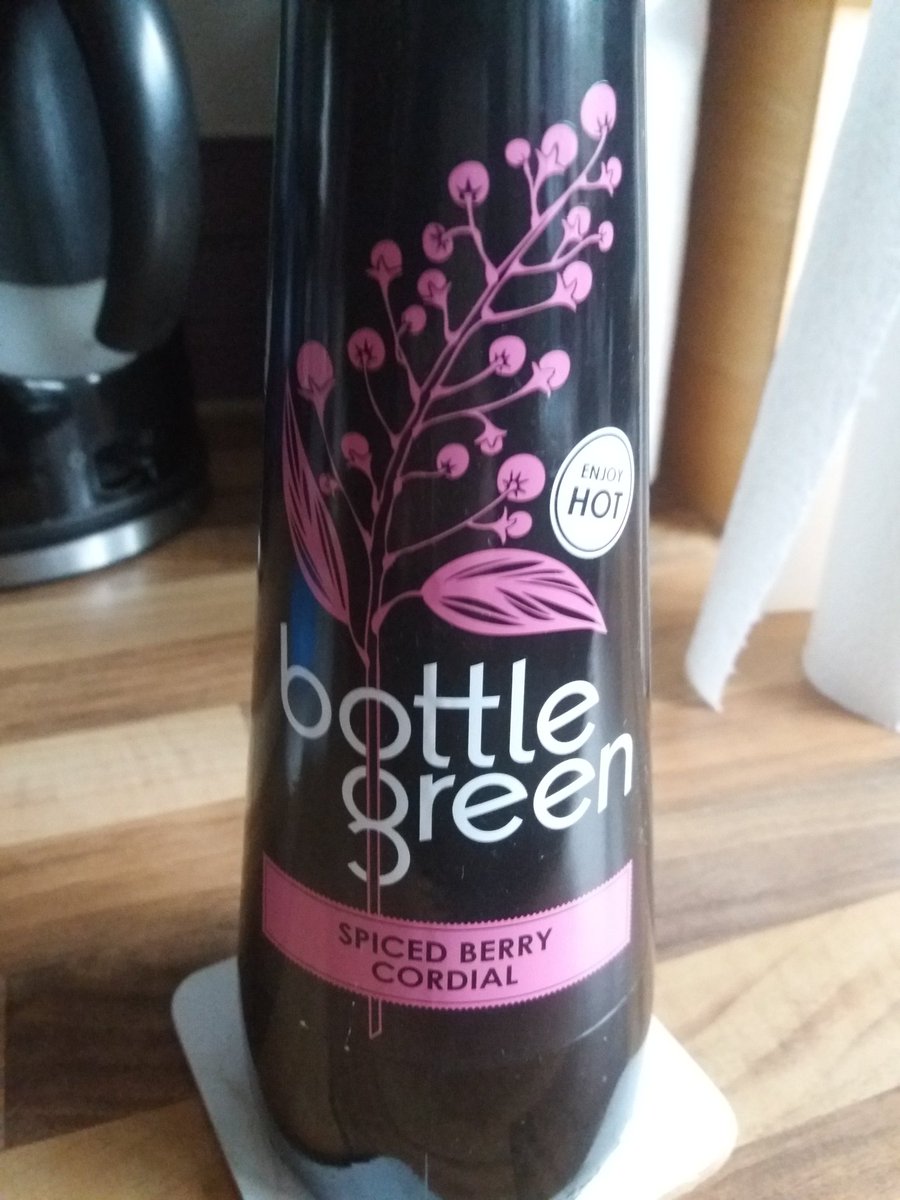 ENJOY
HOT
bottle
green
SPICED BERRY
CORDIAL